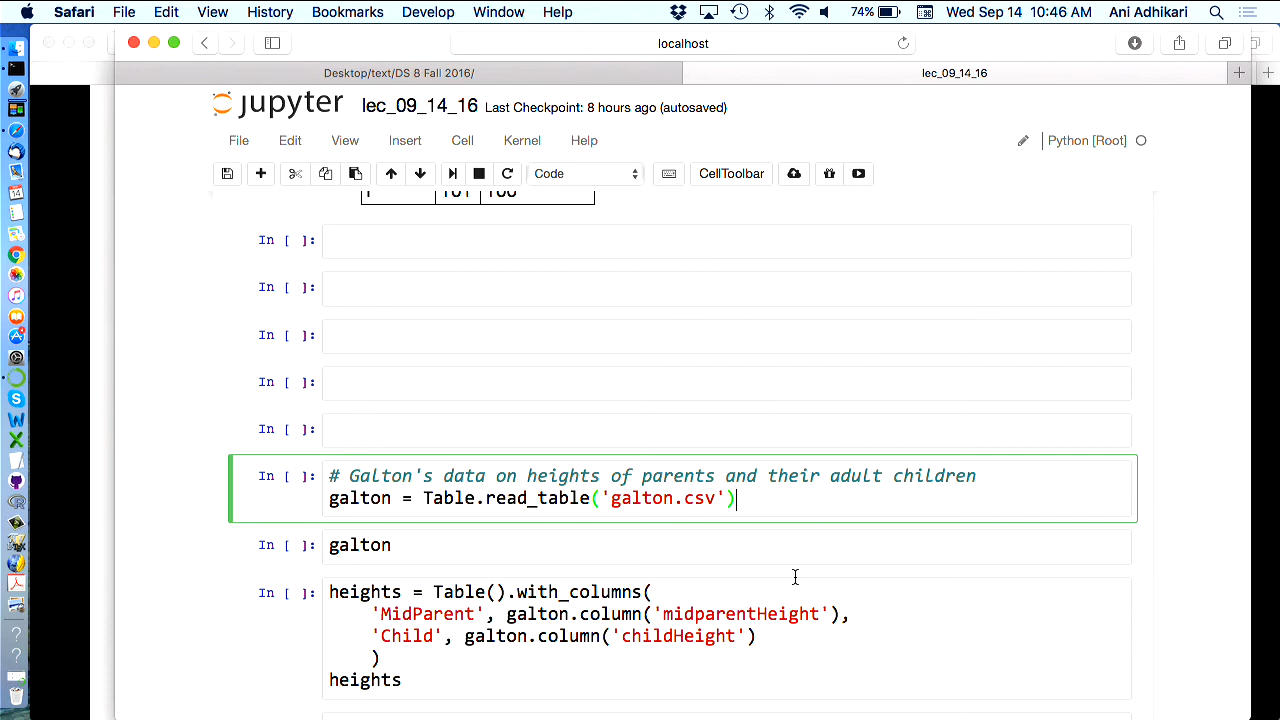 Safari File Edit View History Bookmarks Develop Window Help 74% Wed Sep 14 10:46 AM Ani Adhikari
localhost
Desktop/text/DS 8 Fall 2016/ lec_09_14_16
jupyter lec_09_14_16 Last Checkpoint: 8 hours ago (autosaved)
File Edit View Insert Cell Kernel Help Python [Root]
Code CellToolbar
In [ ]:
In [ ]:
In [ ]:
In [ ]:
In [ ]:
In [ ]: # Galton's data on heights of parents and their adult children
galton = Table.read_table('galton.csv')
In [ ]: galton
In [ ]: heights = Table().with_columns(
'MidParent', galton.column('midparentHeight'),
'Child', galton.column('childHeight')
)
heights